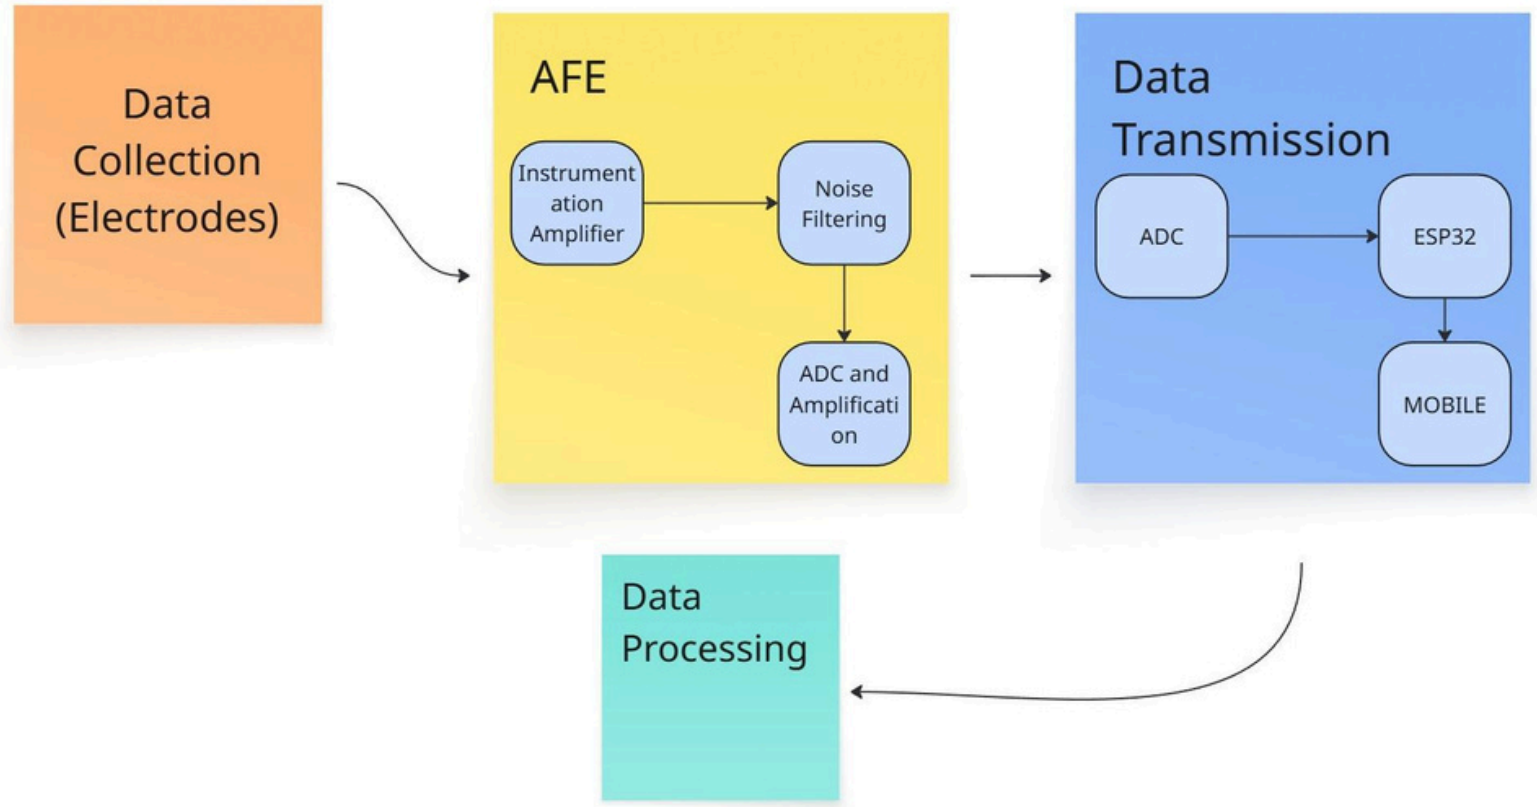 Data
Collection
(Electrodes)
AFE
Instrument
ation
Amplifier
Noise
Filtering
ADC and
Amplificati
on
Data
Transmission
ADC
ESP32
MOBILE
Data
Processing